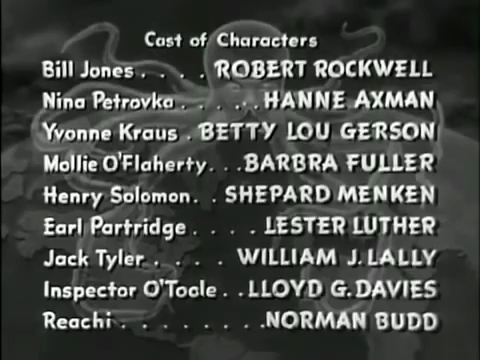 Cast of Characters
Bill Jones . . . . ROBERT ROCKWELL
Nina Petrovka . . . . . HANNE AXMAN
Yvonne Kraus . BETTY LOU GERSON
Mollie O'Flaherty . . . BARBRA FULLER
Henry Solomon . . SHEPARD MENKEN
Earl Partridge . . . . LESTER LUTHER
Jack Tyler . . . . WILLIAM J. LALLY
Inspector O'Toole . . LLOYD G. DAVIES
Reachi . . . . . . . . NORMAN BUDD